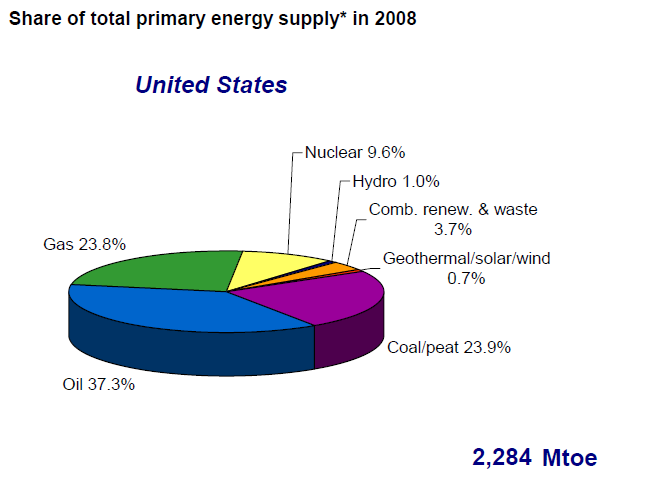 Share of total primary energy supply* in 2008
United States
Nuclear 9.6%
Hydro 1.0%
Comb. renew. & waste
3.7%
Gas 23.8%
Geothermal/solar/wind
0.7%
Coal/peat 23.9%
Oil 37.3%
2,284 Mtoe